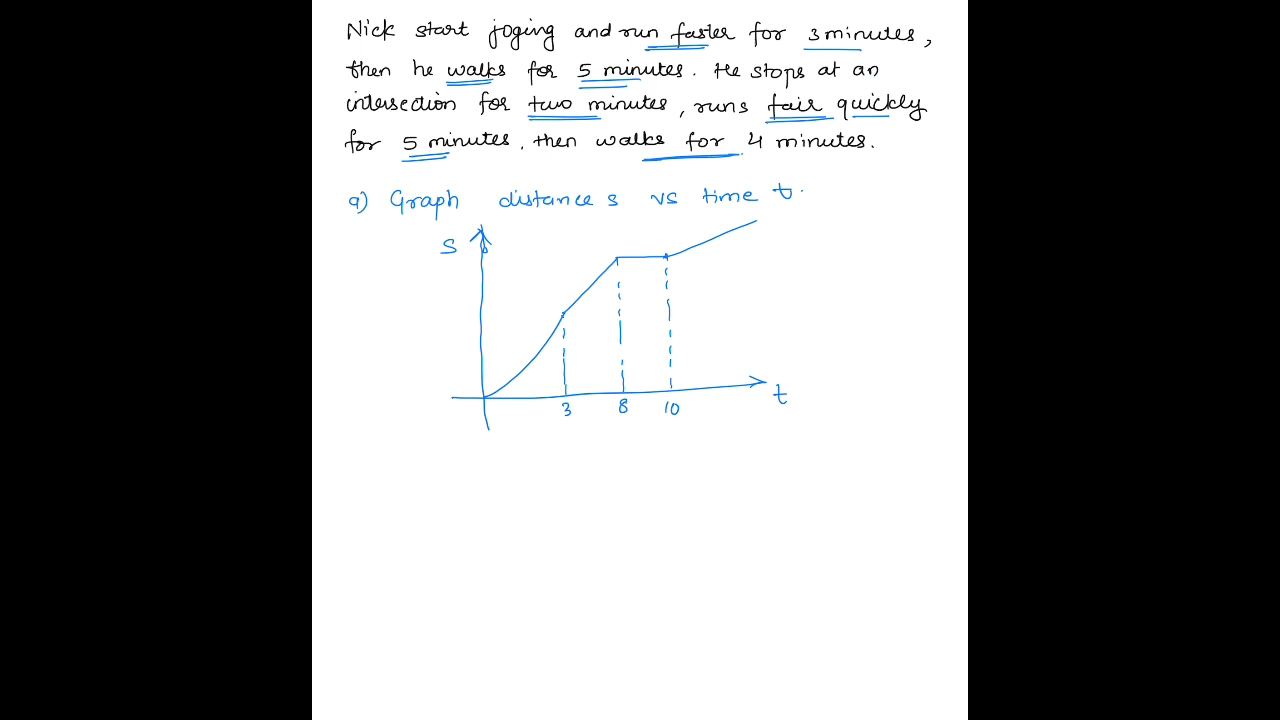 Nick start joging and run faster for 3 minutes,
then he walks for 5 minutes. He stops at an
intersection for two minutes, runs fair quickly
for 5 minutes, then walks for 4 minutes.
a) Graph distance s vs time t.
S
3 8 10
t